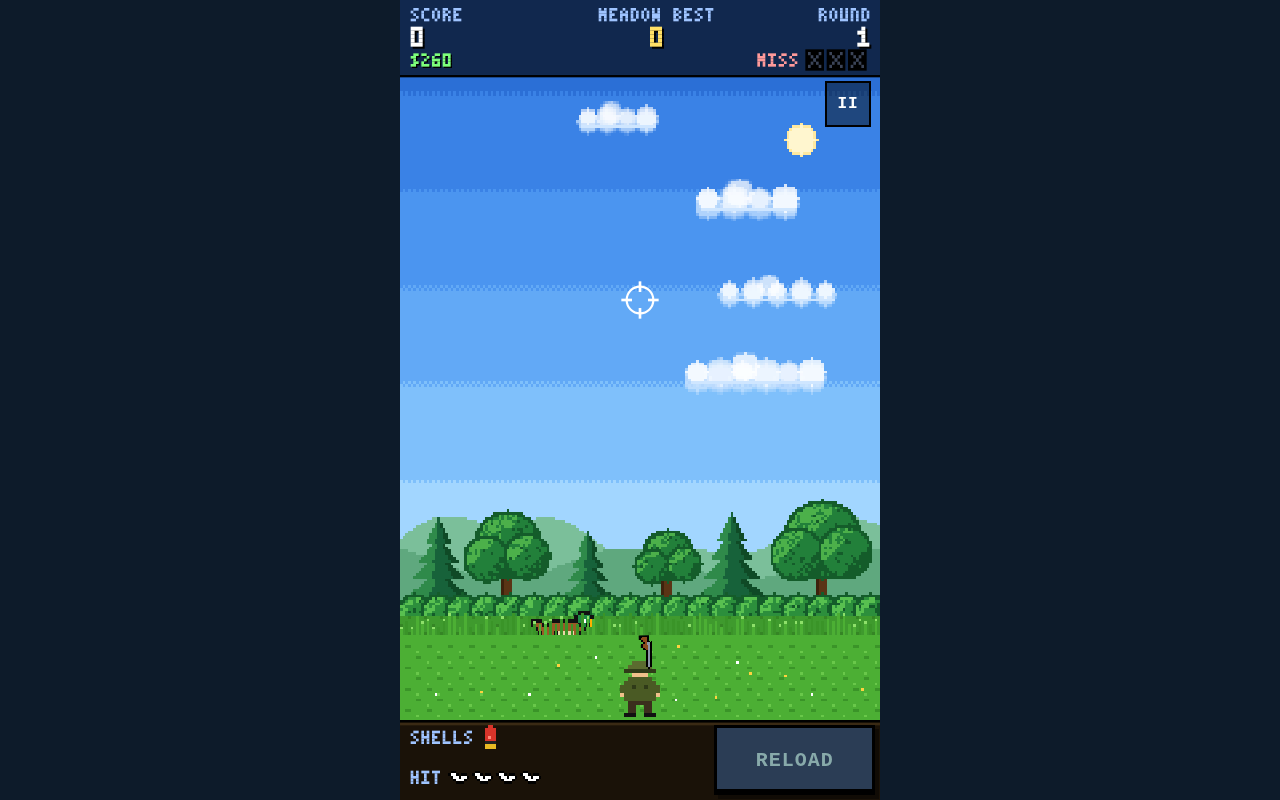 SCORE MEADOW BEST ROUND
0 0 1
$260 MISS X X X
II
SHELLS
RELOAD
HIT